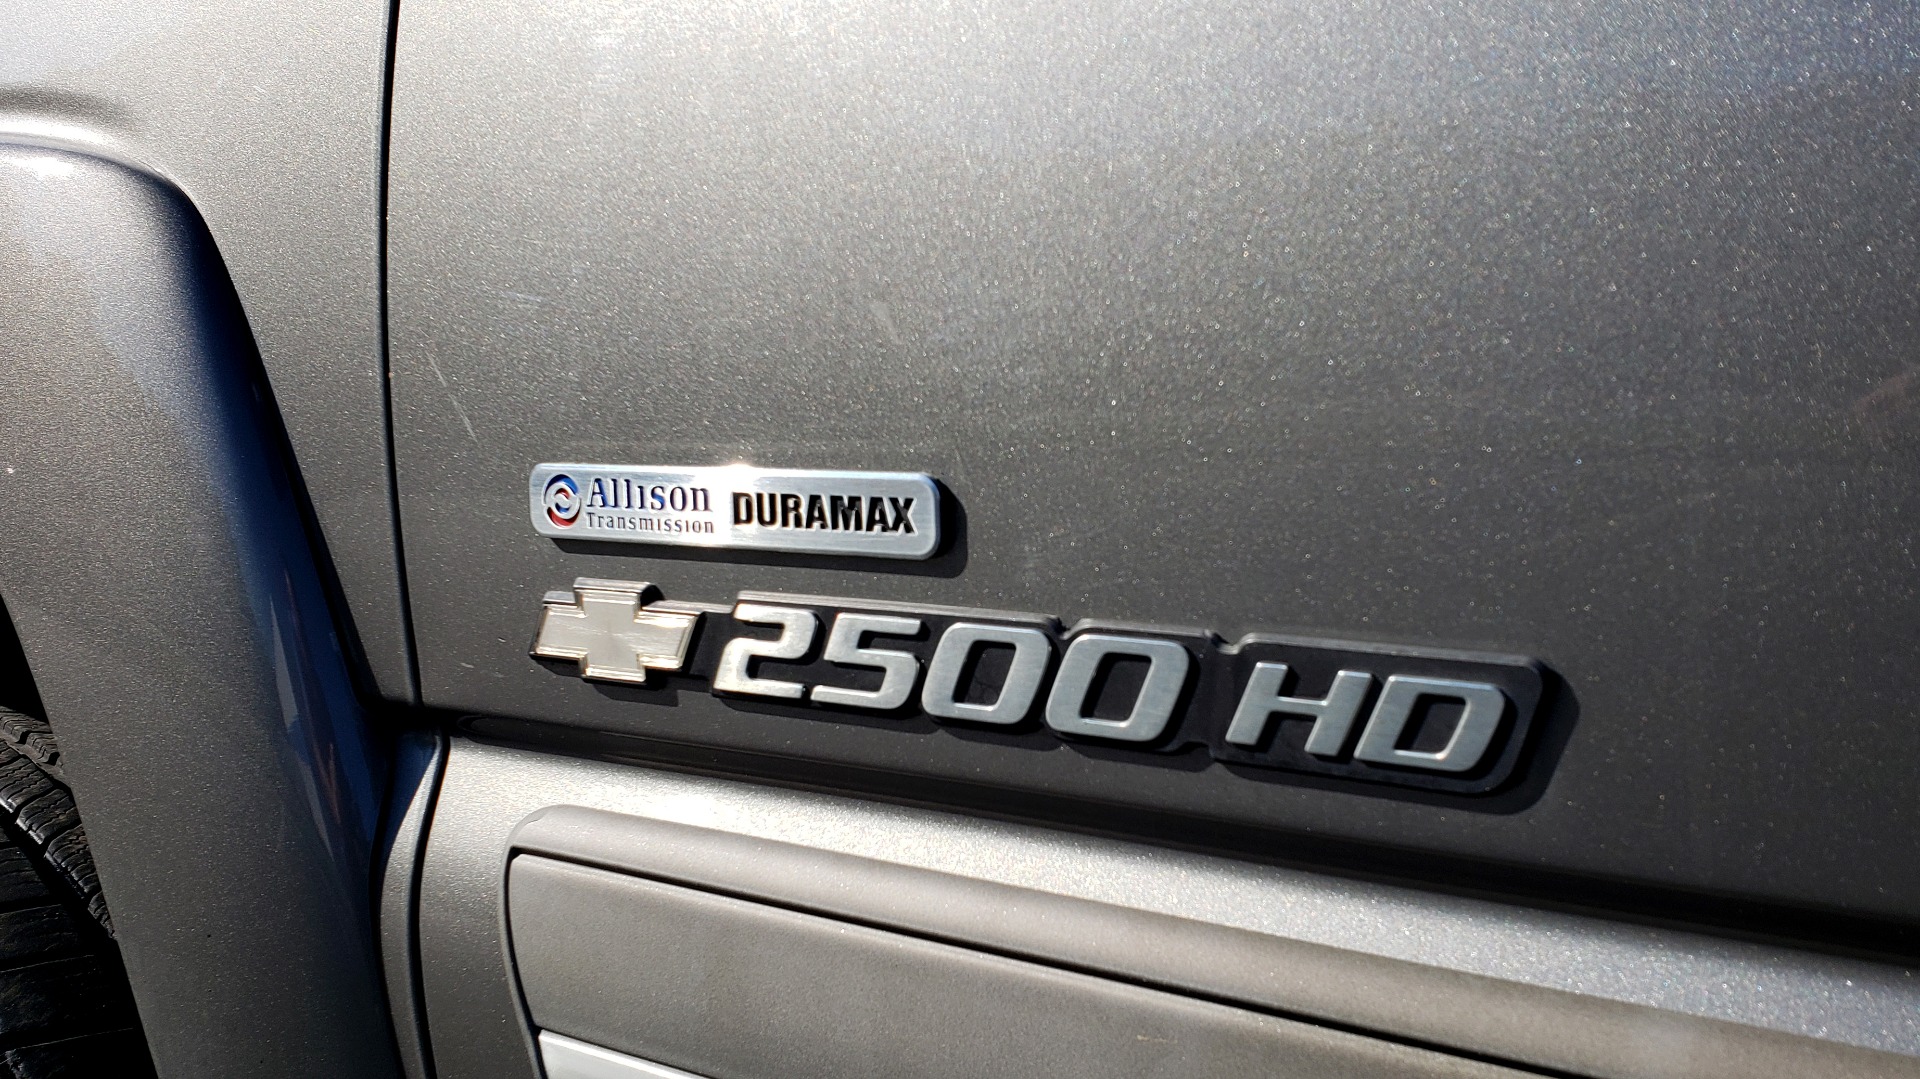 Allison DURAMAX
Transmission
2500 HD